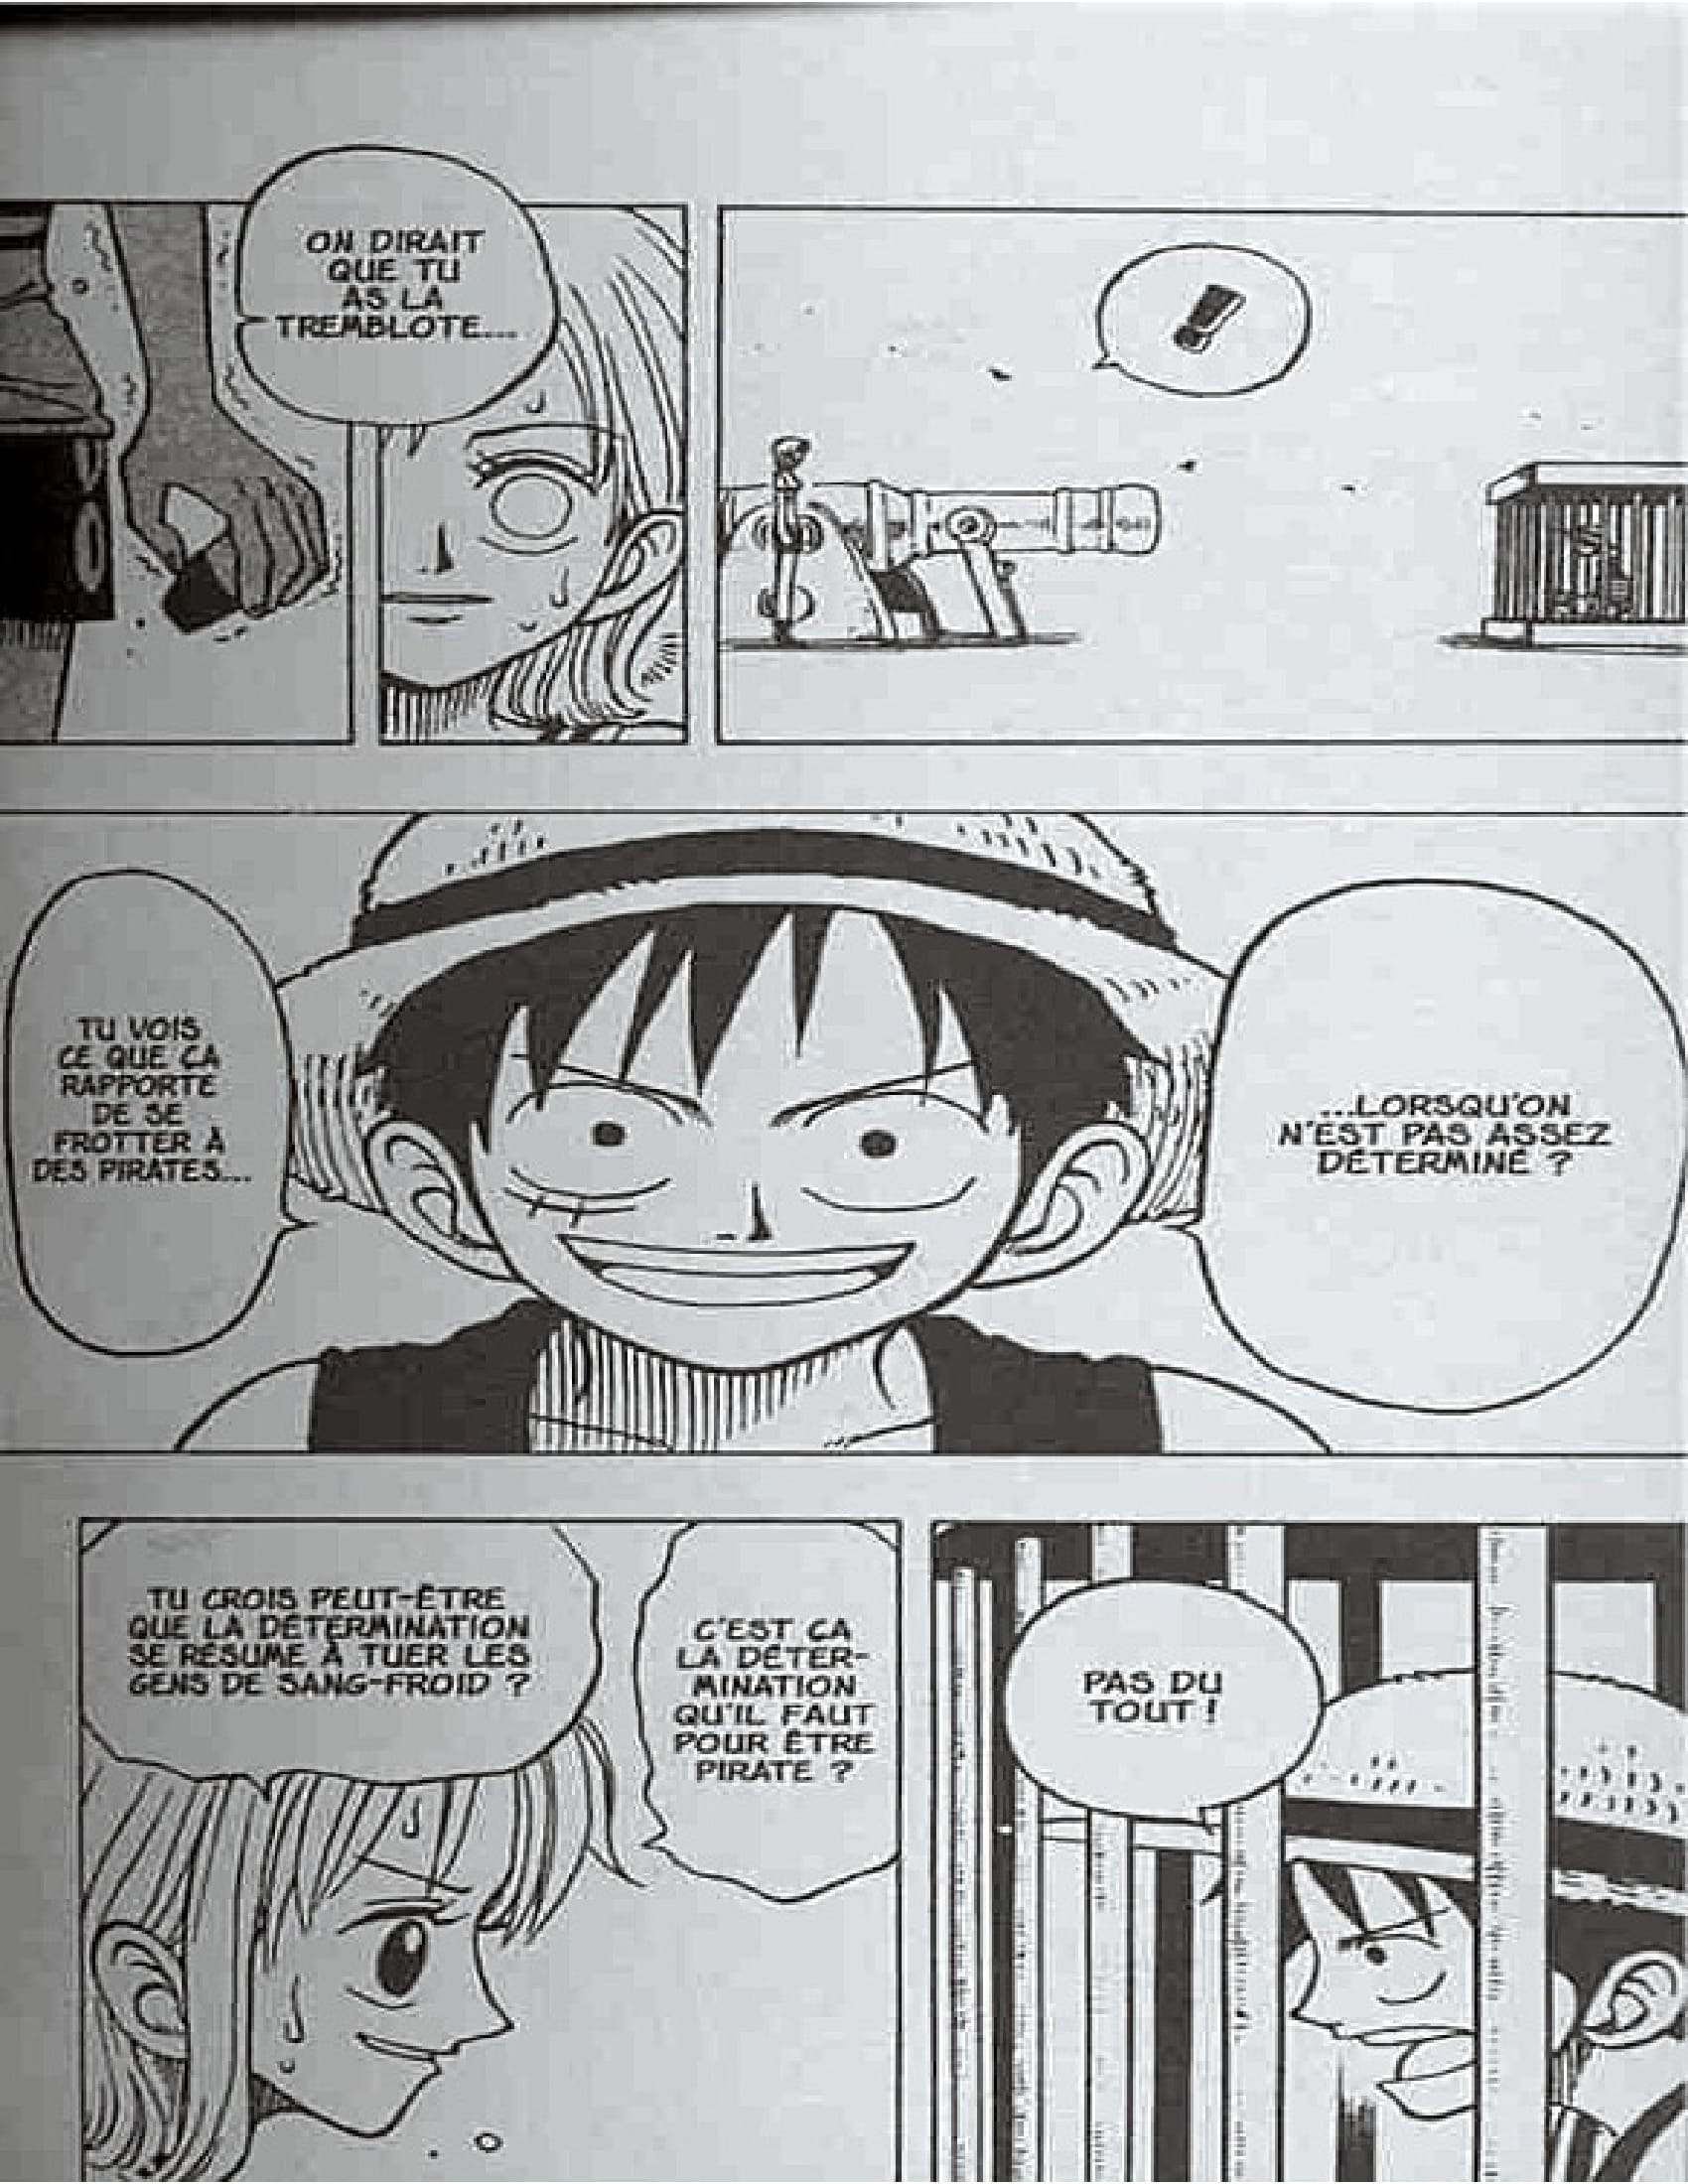 ON DIRAIT
QUE TU
AS LA
TREMBLOTE...
!
TU VOIS
CE QUE ÇA
RAPPORTE
DE SE
FROTTER À
DES PIRATES...
...LORSQU'ON
N'EST PAS ASSEZ
DÉTERMINÉ ?
TU CROIS PEUT-ÊTRE
QUE LA DÉTERMINATION
SE RÉSUME À TUER LES
GENS DE SANG-FROID ?
C'EST ÇA
LA DÉTER-
MINATION
QU'IL FAUT
POUR ÊTRE
PIRATE ?
PAS DU
TOUT !